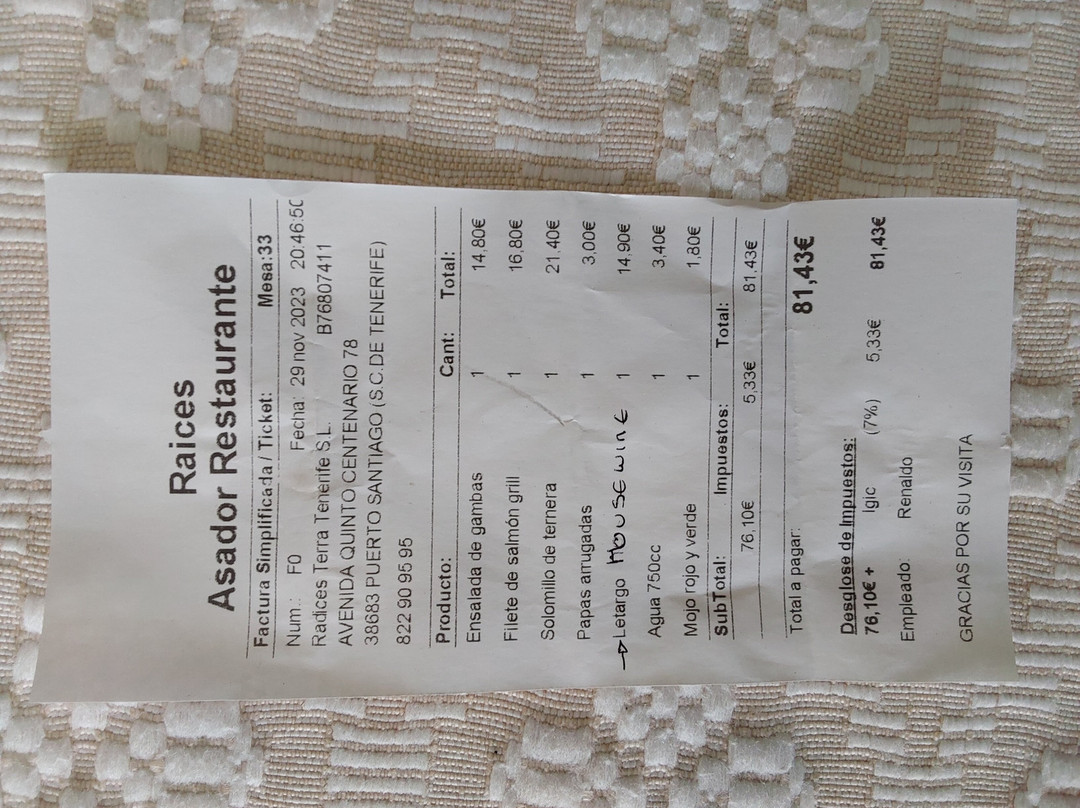 Raices
Asador Restaurante
Factura Simplificada / Ticket: Mesa:33
Num.: F0 Fecha: 29 nov 2023 20:46:50
Radices Terra Tenerife S.L. B76807411
AVENIDA QUINTO CENTENARIO 78
38683 PUERTO SANTIAGO (S.C.DE TENERIFE)
822 90 95 95
Producto: Cant: Total:
Ensalada de gambas 1 14,80€
Filete de salmón grill 1 16,80€
Solomillo de ternera 1 21,40€
Papas arrugadas 1 3,00€
→Letargo HOUSE WINE 1 14,90€
Agua 750cc 1 3,40€
Mojo rojo y verde 1 1,80€
SubTotal: Impuestos: Total:
76,10€ 5,33€ 81,43€
Total a pagar: 81,43€
Desglose de Impuestos:
76,10€ + Igic (7%) 5,33€ 81,43€
Empleado: Renaldo
GRACIAS POR SU VISITA